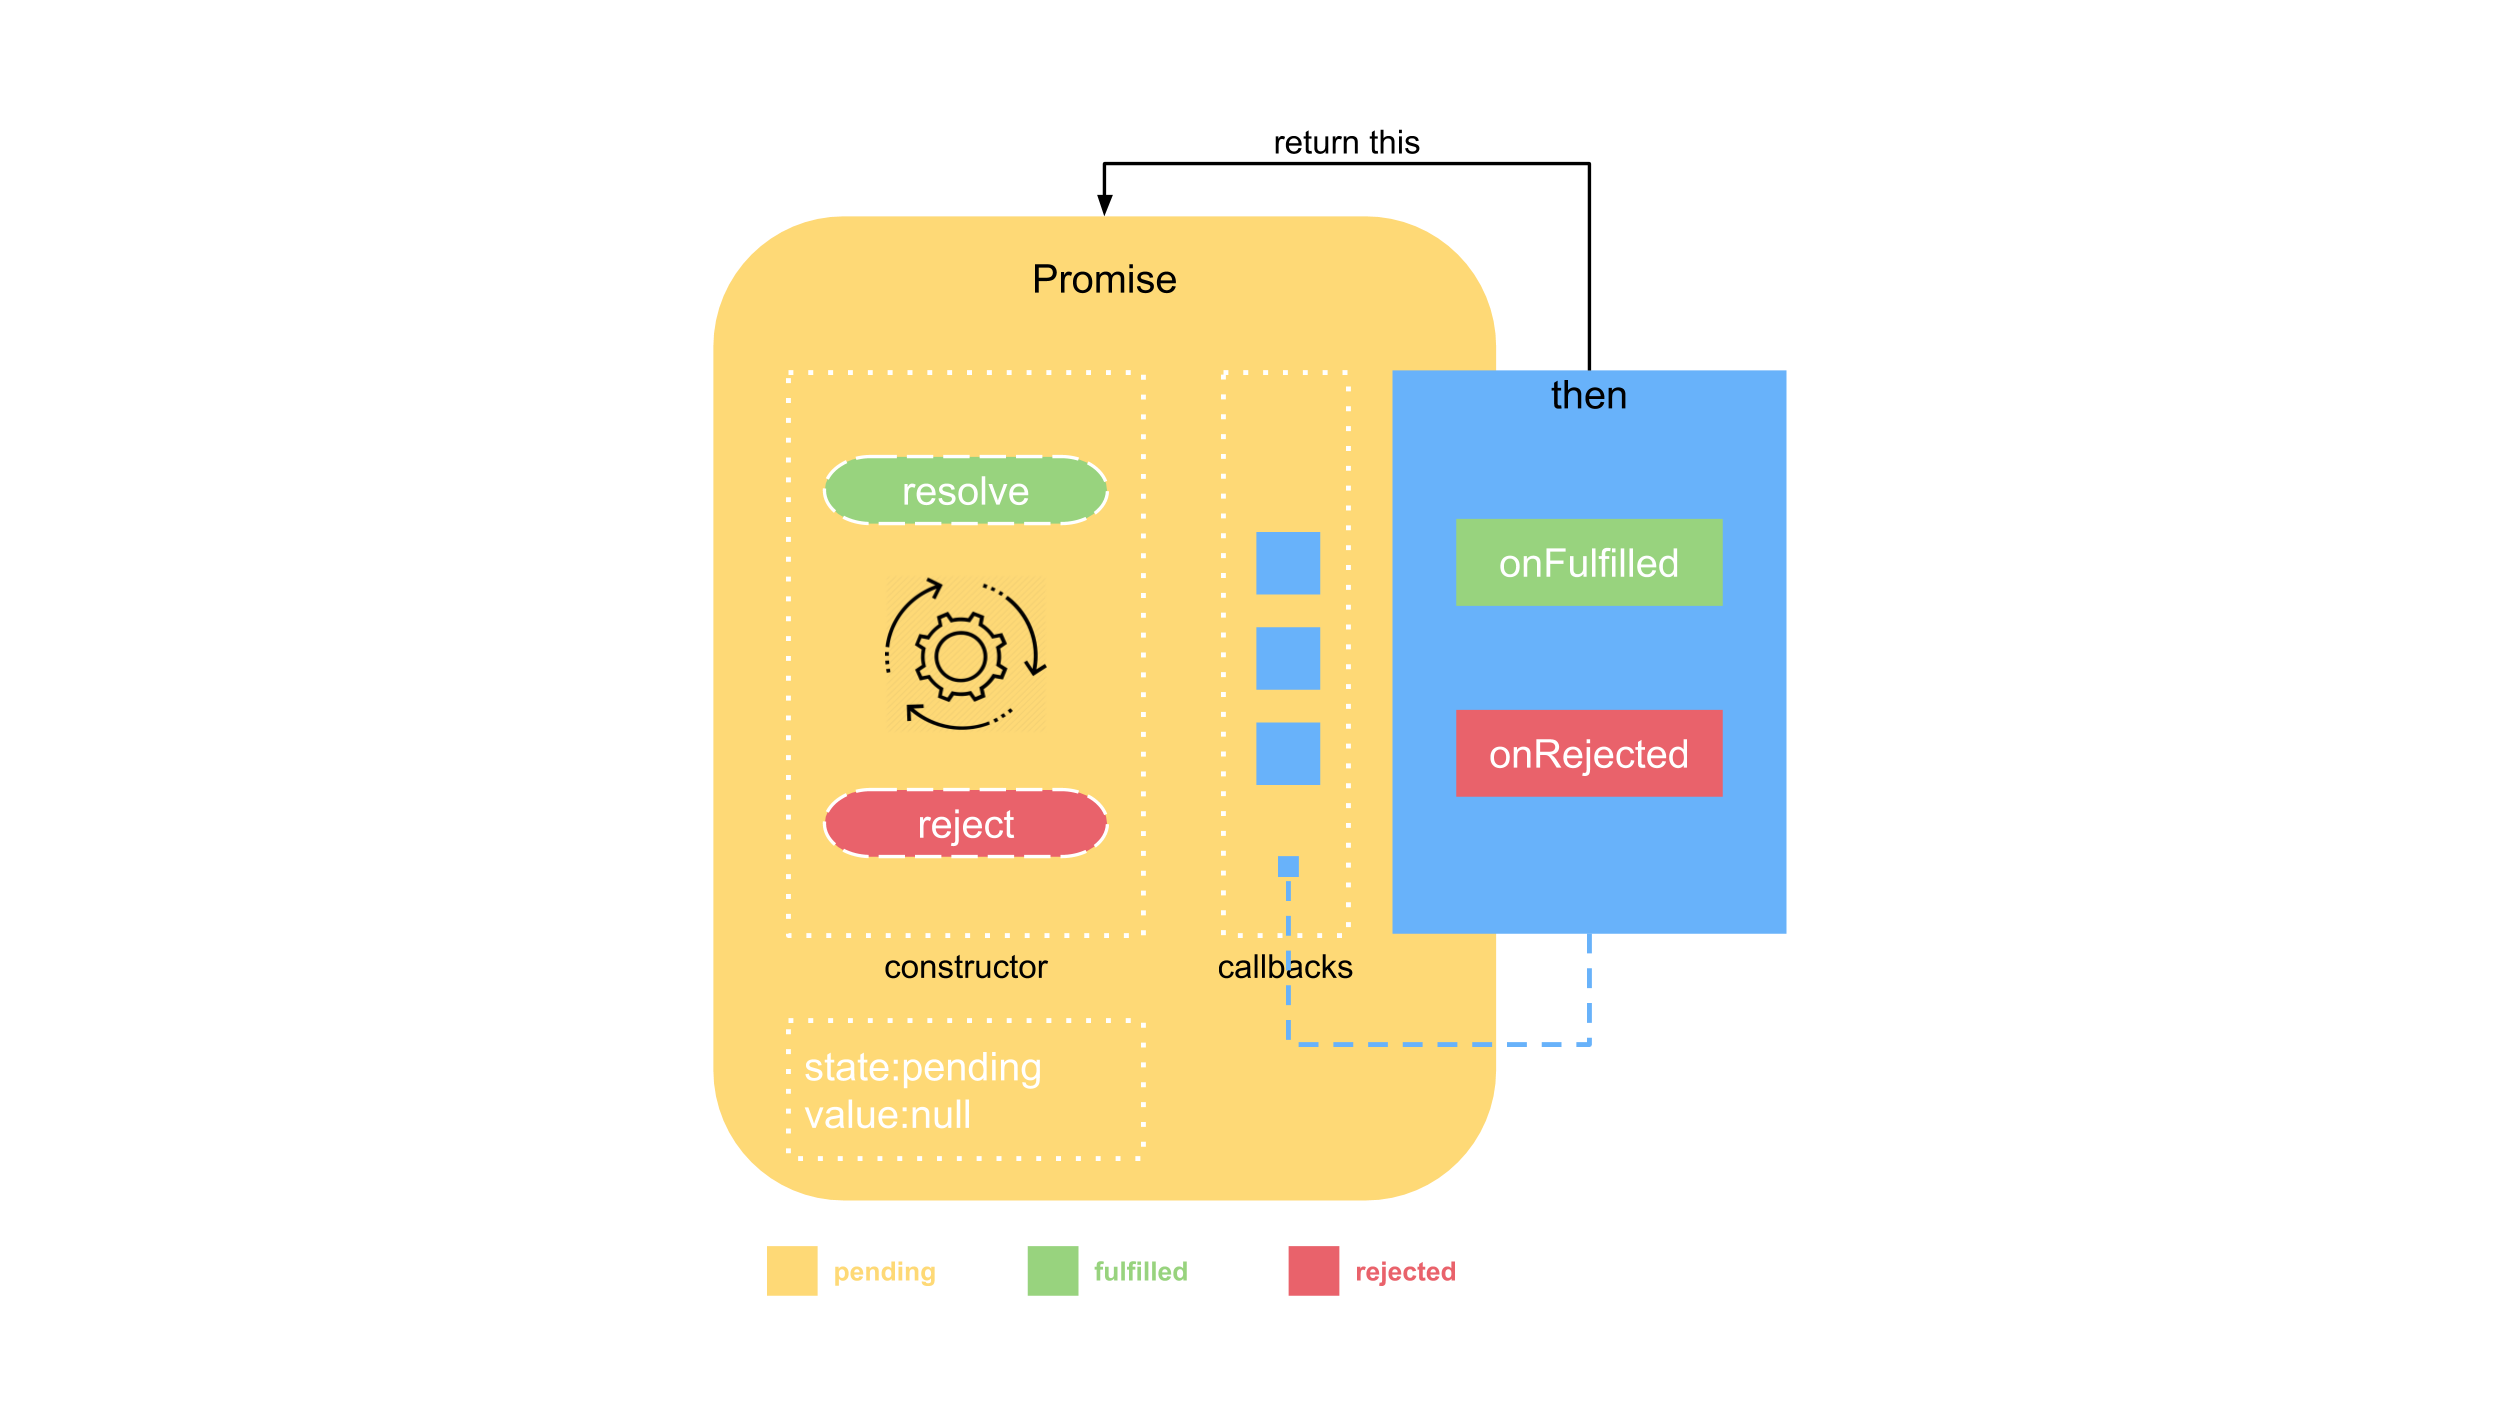 return this
Promise
then
resolve
onFulfilled
onRejected
reject
constructor
callbacks
state:pending
value:null
pending
fulfilled
rejected